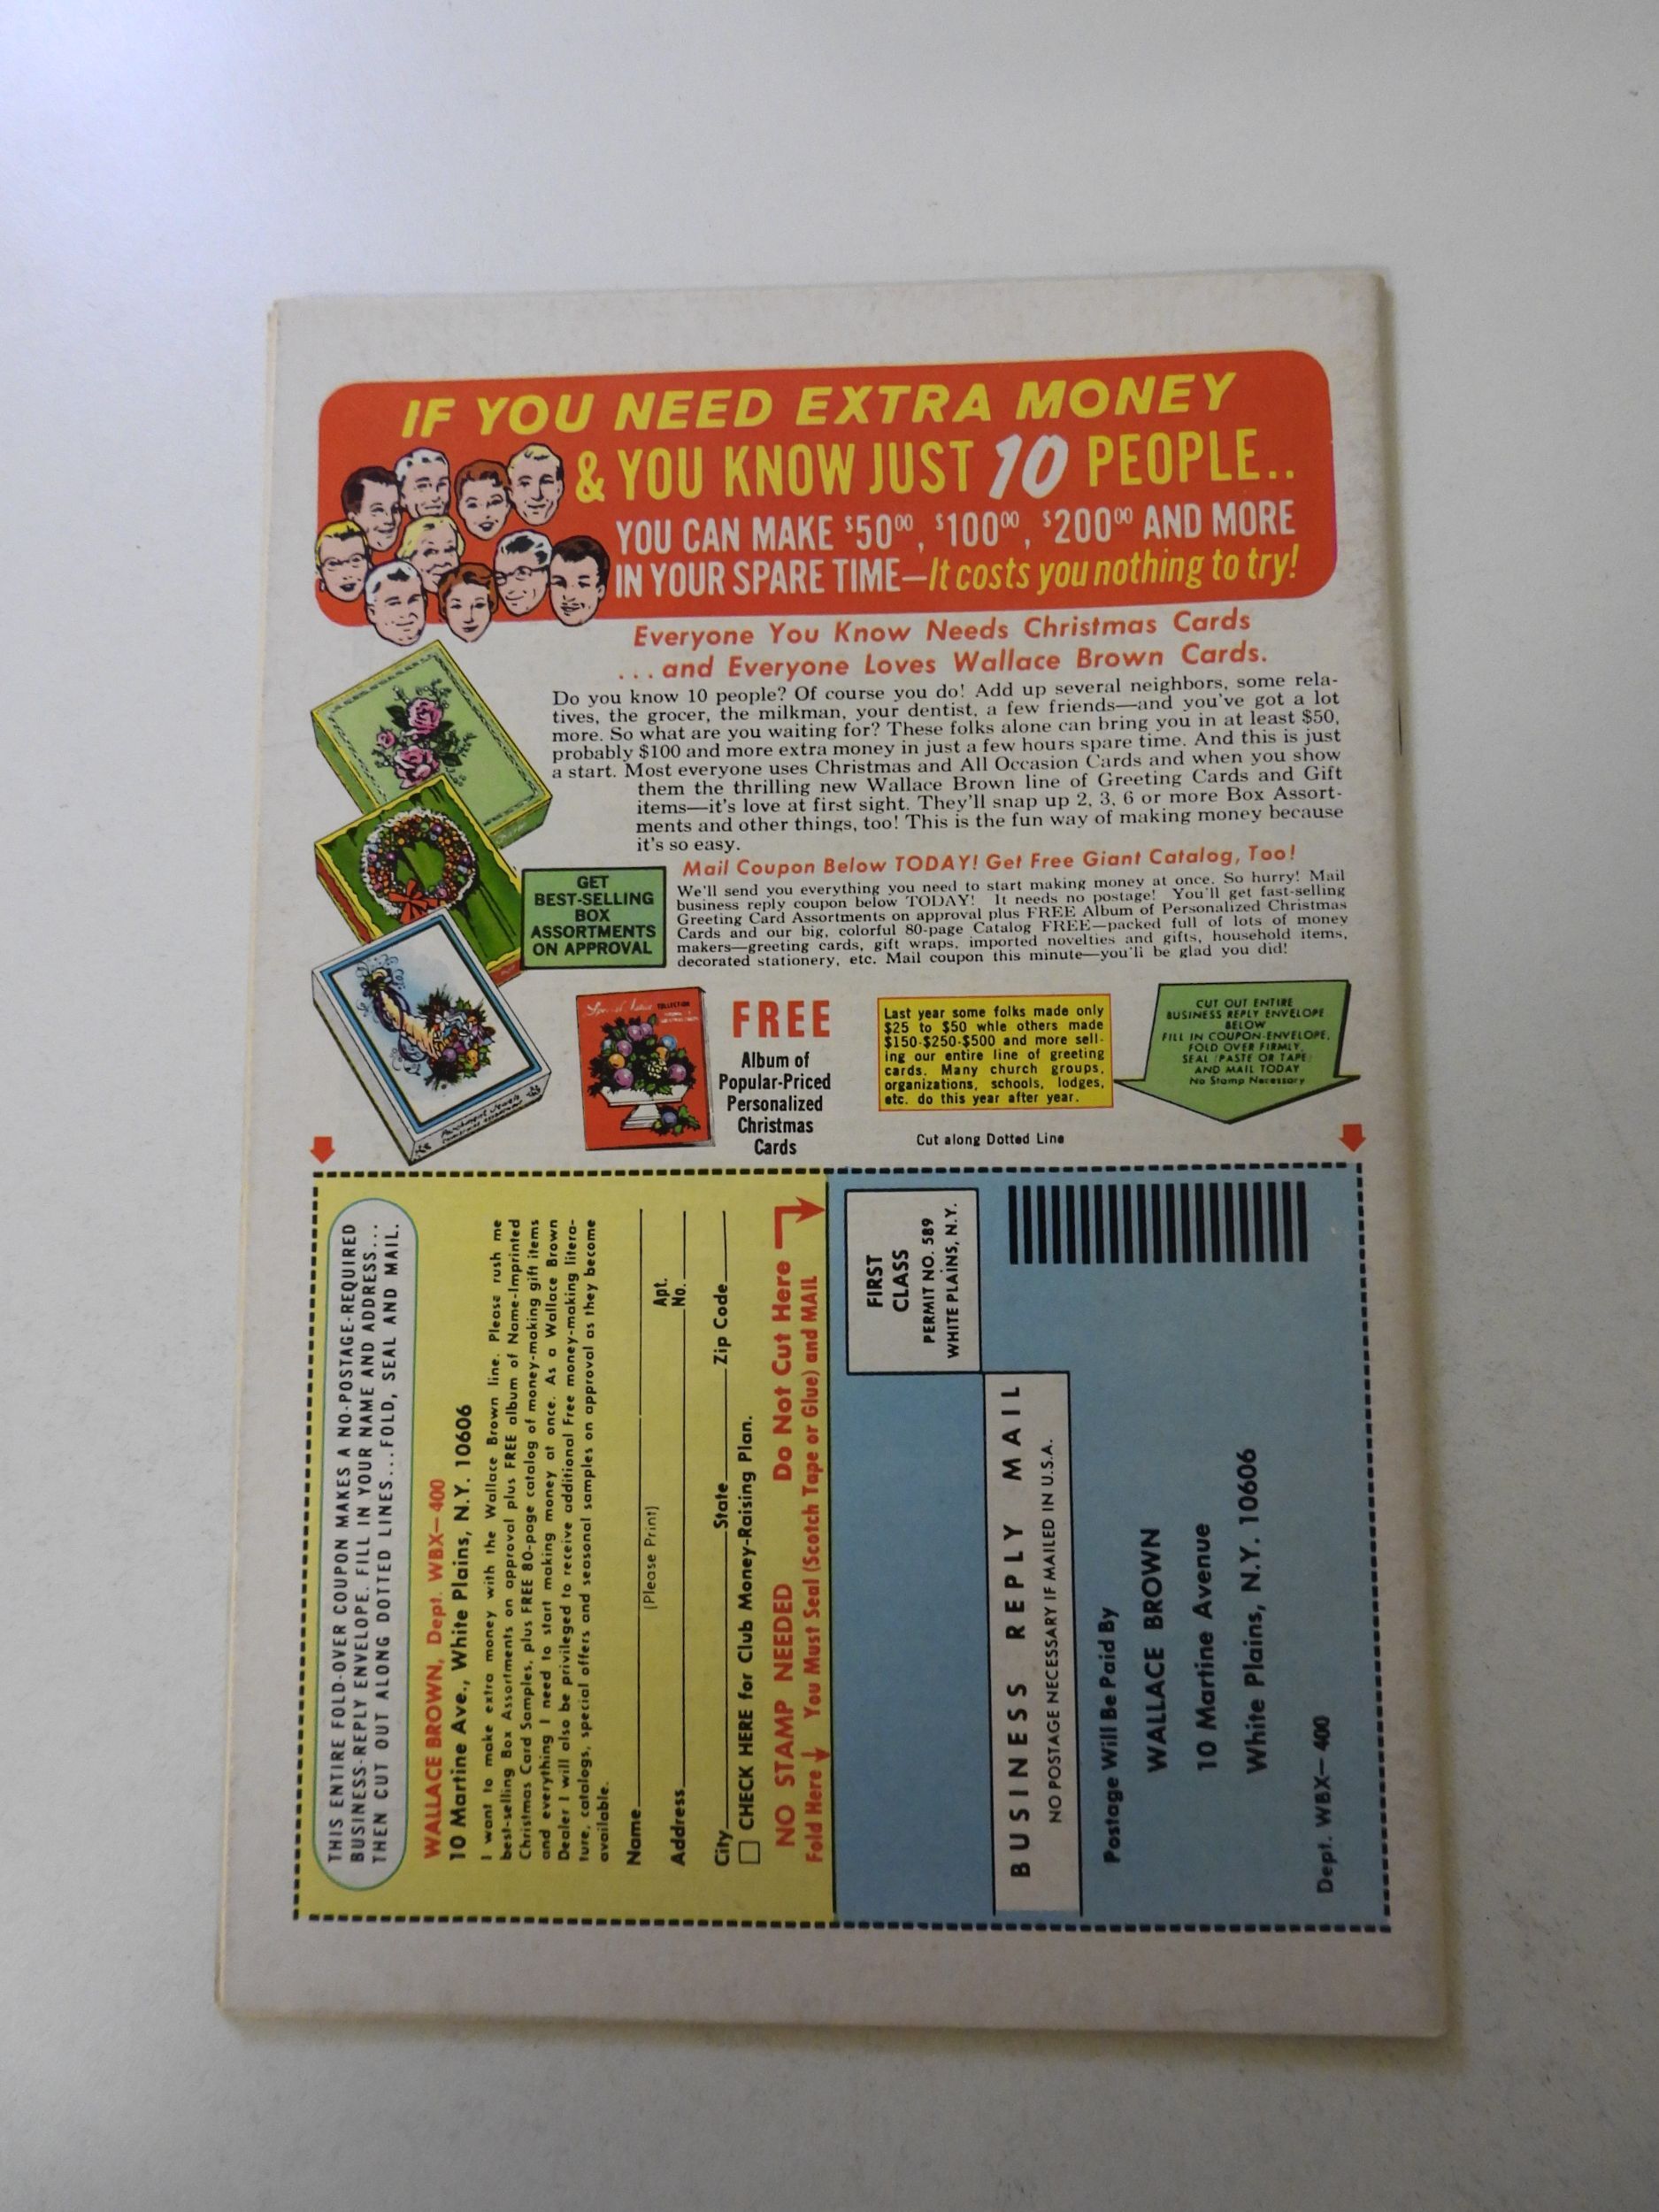 IF YOU NEED EXTRA MONEY
& YOU KNOW JUST 10 PEOPLE..
YOU CAN MAKE $50⁰⁰, $100⁰⁰, $200⁰⁰ AND MORE
IN YOUR SPARE TIME—It costs you nothing to try!
Everyone You Know Needs Christmas Cards
...and Everyone Loves Wallace Brown Cards.
Do you know 10 people? Of course you do! Add up several neighbors, some rela-
tives, the grocer, the milkman, your dentist, a few friends—and you've got a lot
more. So what are you waiting for? These folks alone can bring you in at least $50,
probably $100 and more extra money in just a few hours spare time. And this is just
a start. Most everyone uses Christmas and All Occasion Cards and when you show
them the thrilling new Wallace Brown line of Greeting Cards and Gift
items—it's love at first sight. They'll snap up 2, 3, 6 or more Box Assort-
ments and other things, too! This is the fun way of making money because
it's so easy.
Mail Coupon Below TODAY! Get Free Giant Catalog, Too!
We'll send you everything you need to start making money at once. So hurry! Mail
business reply coupon below TODAY! It needs no postage! You'll get fast-selling
Greeting Card Assortments on approval plus FREE Album of Personalized Christmas
Cards and our big, colorful 80-page Catalog FREE—packed full of lots of money
makers—greeting cards, gift wraps, imported novelties and gifts, household items,
decorated stationery, etc. Mail coupon this minute—you'll be glad you did!
GET
BEST-SELLING
BOX
ASSORTMENTS
ON APPROVAL
COLLECTION
FREE
Album of
Popular-Priced
Personalized
Christmas
Cards
Last year some folks made only
$25 to $50 whle others made
$150-$250-$500 and more sell-
ing our entire line of greeting
cards. Many church groups,
organizations, schools, lodges,
etc. do this year after year.
CUT OUT ENTIRE
BUSINESS REPLY ENVELOPE
BELOW
FILL IN COUPON-ENVELOPE,
FOLD OVER FIRMLY,
SEAL (PASTE OR TAPE)
AND MAIL TODAY
No Stamp Necessary
Cut along Dotted Line
THIS ENTIRE FOLD-OVER COUPON MAKES A NO-POSTAGE-REQUIRED
BUSINESS-REPLY ENVELOPE. FILL IN YOUR NAME AND ADDRESS...
THEN CUT OUT ALONG DOTTED LINES...FOLD, SEAL AND MAIL.
WALLACE BROWN, Dept. WBX—400
10 Martine Ave., White Plains, N.Y. 10606
I want to make extra money with the Wallace Brown line. Please rush me
best-selling Box Assortments on approval plus FREE album of Name-Imprinted
Christmas Card Samples, plus FREE 80-page catalog of money-making gift items
and everything I need to start making money at once. As a Wallace Brown
Dealer I will also be privileged to receive additional Free money-making litera-
ture, catalogs, special offers and seasonal samples on approval as they become
available.
Name
(Please Print)
Address Apt. No.
City State Zip Code
CHECK HERE for Club Money-Raising Plan.
NO STAMP NEEDED Do Not Cut Here
Fold Here You Must Seal (Scotch Tape or Glue) and MAIL
FIRST
CLASS
PERMIT NO. 589
WHITE PLAINS, N.Y.
BUSINESS REPLY MAIL
NO POSTAGE NECESSARY IF MAILED IN U.S.A.
Postage Will Be Paid By
WALLACE BROWN
10 Martine Avenue
White Plains, N.Y. 10606
Dept. WBX—400